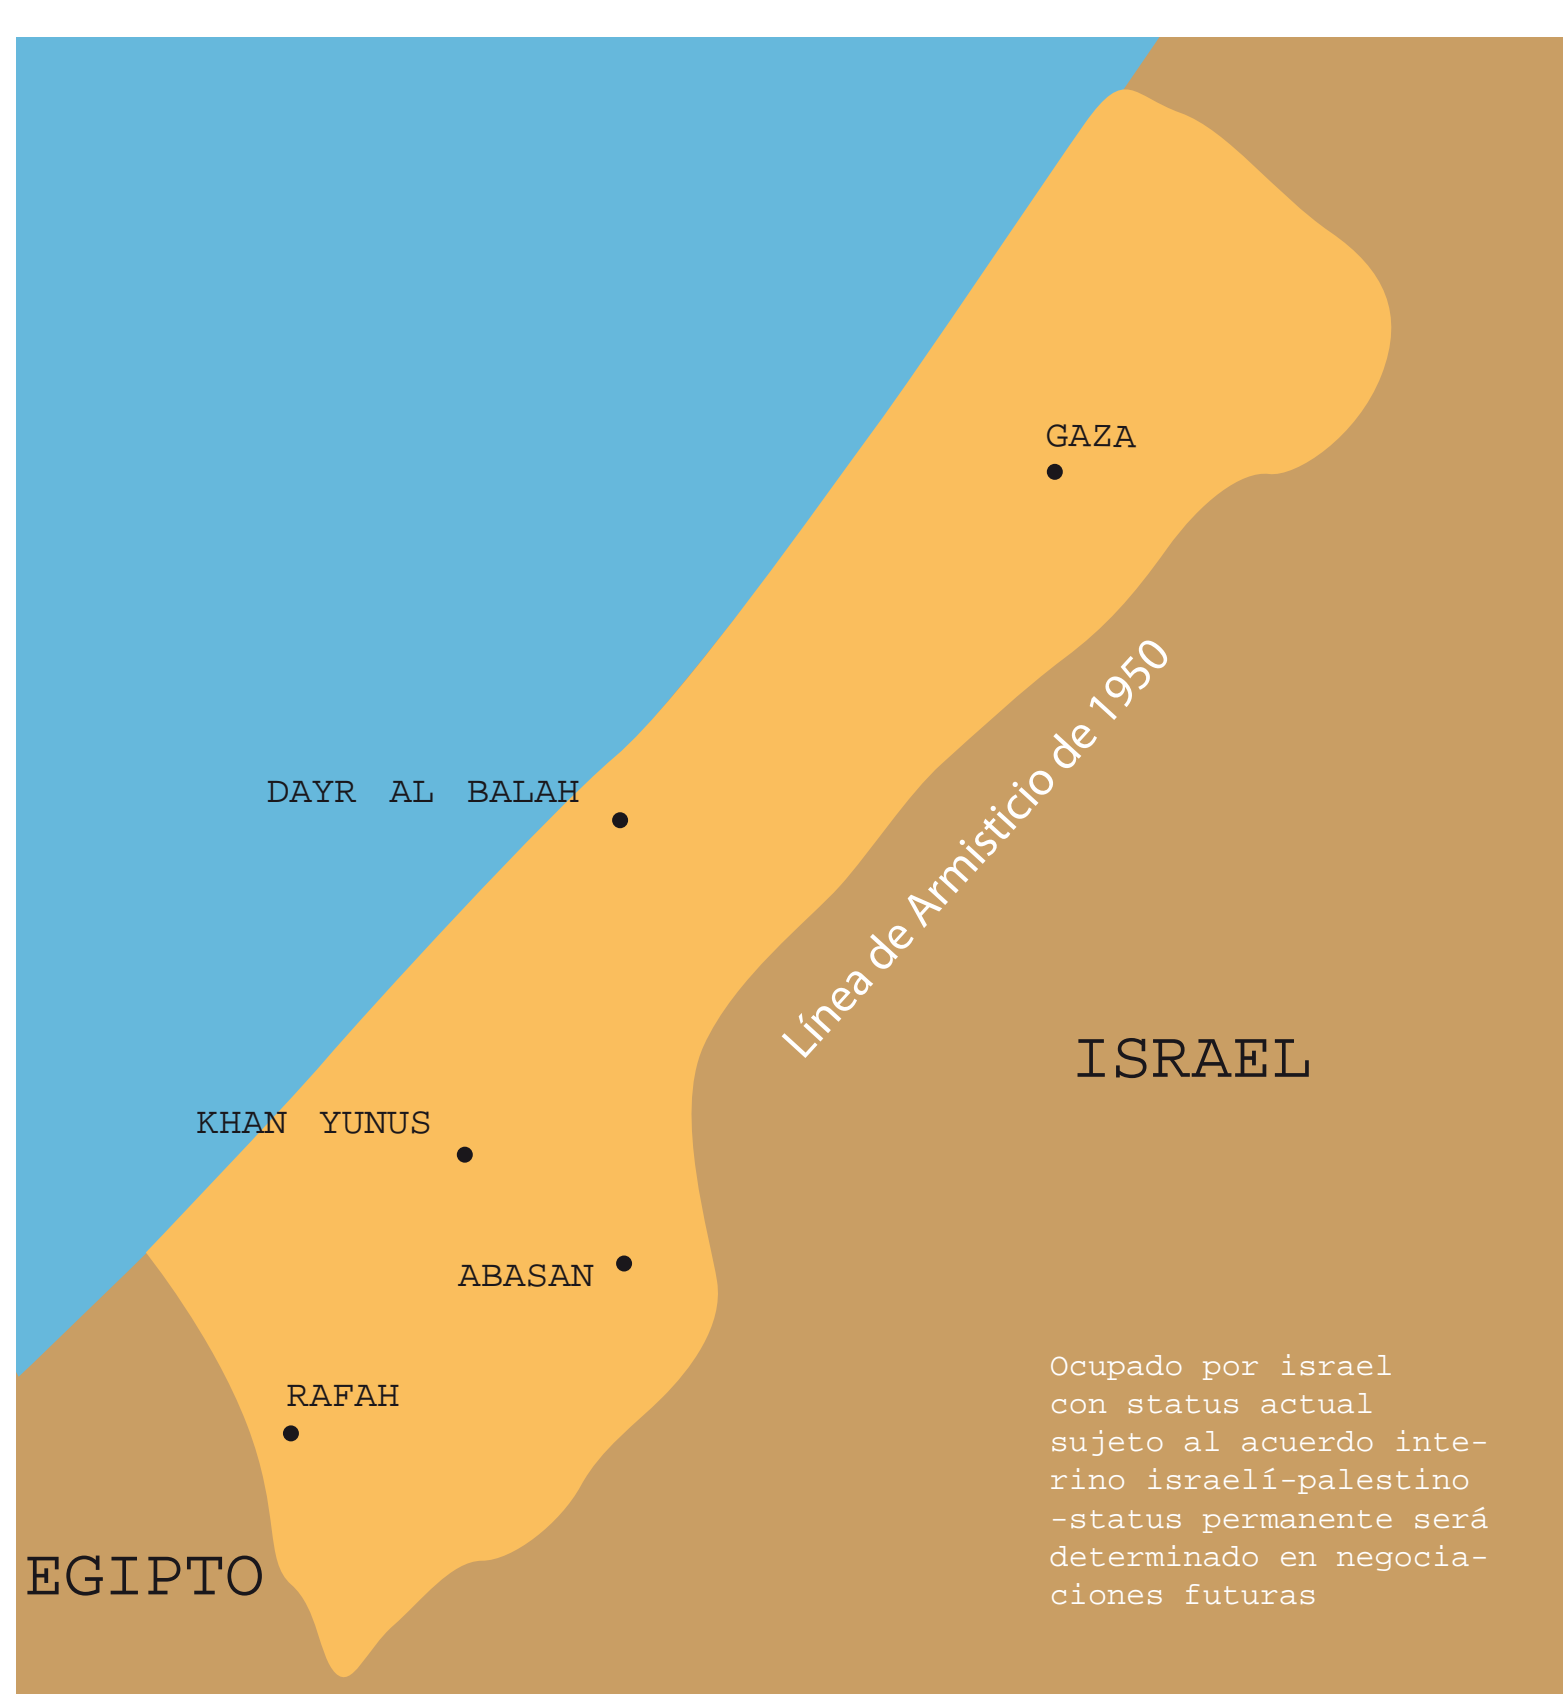 GAZA
Línea de Armisticio de 1950
DAYR AL BALAH
ISRAEL
KHAN YUNUS
ABASAN
RAFAH
EGIPTO
Ocupado por israel
con status actual
sujeto al acuerdo inte-
rino israelí-palestino
-status permanente será
determinado en negocia-
ciones futuras